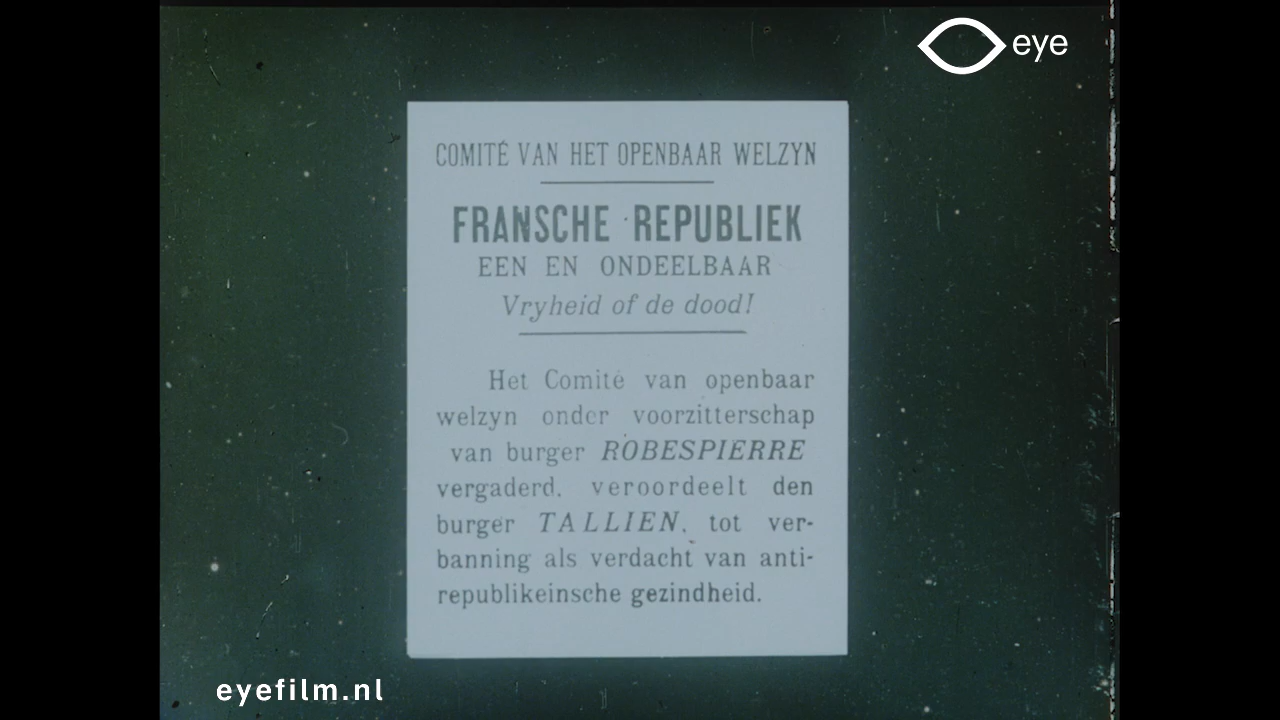 eye
COMITÉ VAN HET OPENBAAR WELZYN
FRANSCHE REPUBLIEK
EEN EN ONDEELBAAR
Vryheid of de dood!
Het Comité van openbaar
welzyn onder voorzitterschap
van burger ROBESPIERRE
vergaderd, veroordeelt den
burger TALLIEN, tot ver-
banning als verdacht van anti-
republikeinsche gezindheid.
eyefilm.nl